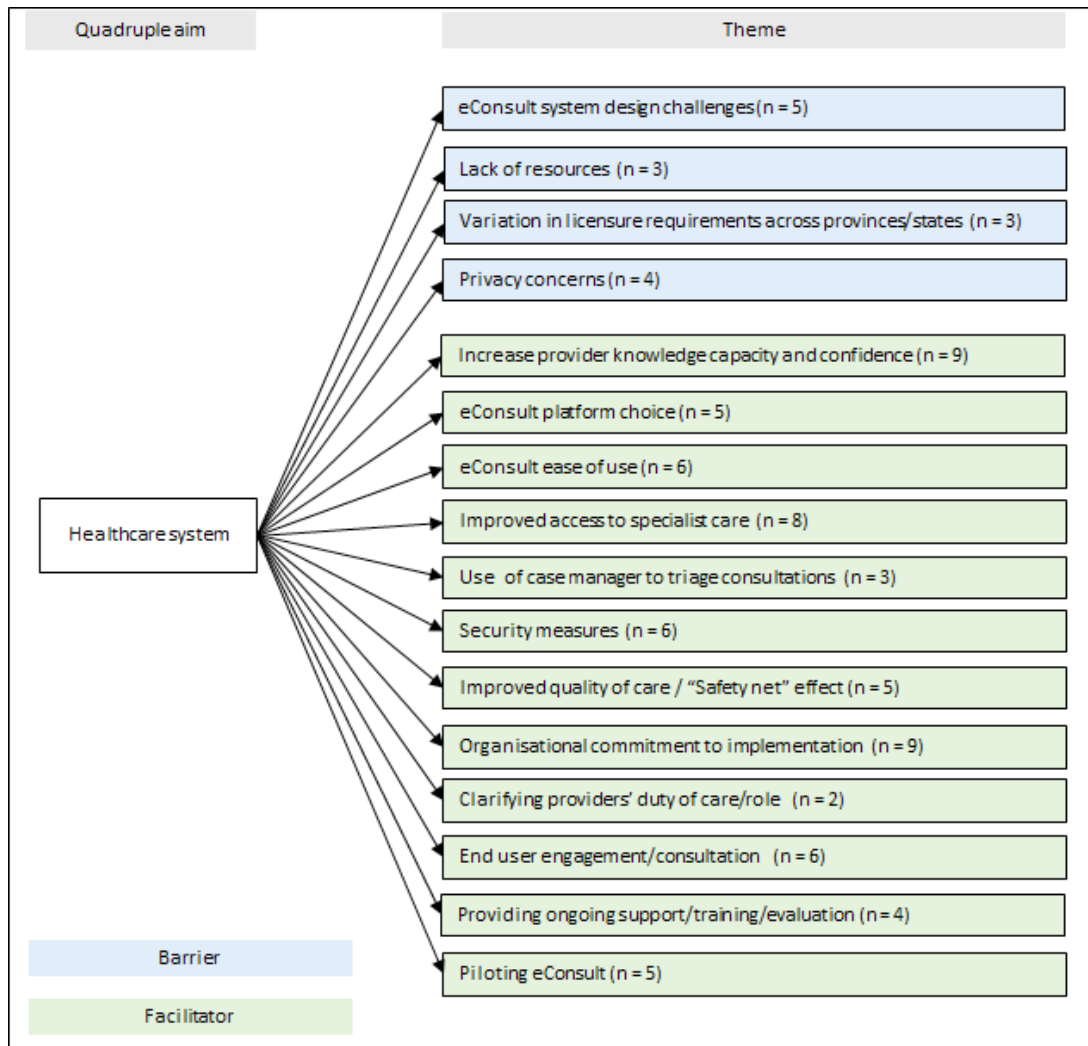 Quadruple aim
Theme
eConsult system design challenges (n = 5)
Lack of resources (n = 3)
Variation in licensure requirements across provinces/states (n = 3)
Privacy concerns (n = 4)
Increase provider knowledge capacity and confidence (n = 9)
eConsult platform choice (n = 5)
eConsult ease of use (n = 6)
Healthcare system
Improved access to specialist care (n = 8)
Use of case manager to triage consultations (n = 3)
Security measures (n = 6)
Improved quality of care / “Safety net” effect (n = 5)
Organisational commitment to implementation (n = 9)
Clarifying providers’ duty of care/role (n = 2)
End user engagement/consultation (n = 6)
Providing ongoing support/training/evaluation (n = 4)
Piloting eConsult (n = 5)
Barrier
Facilitator